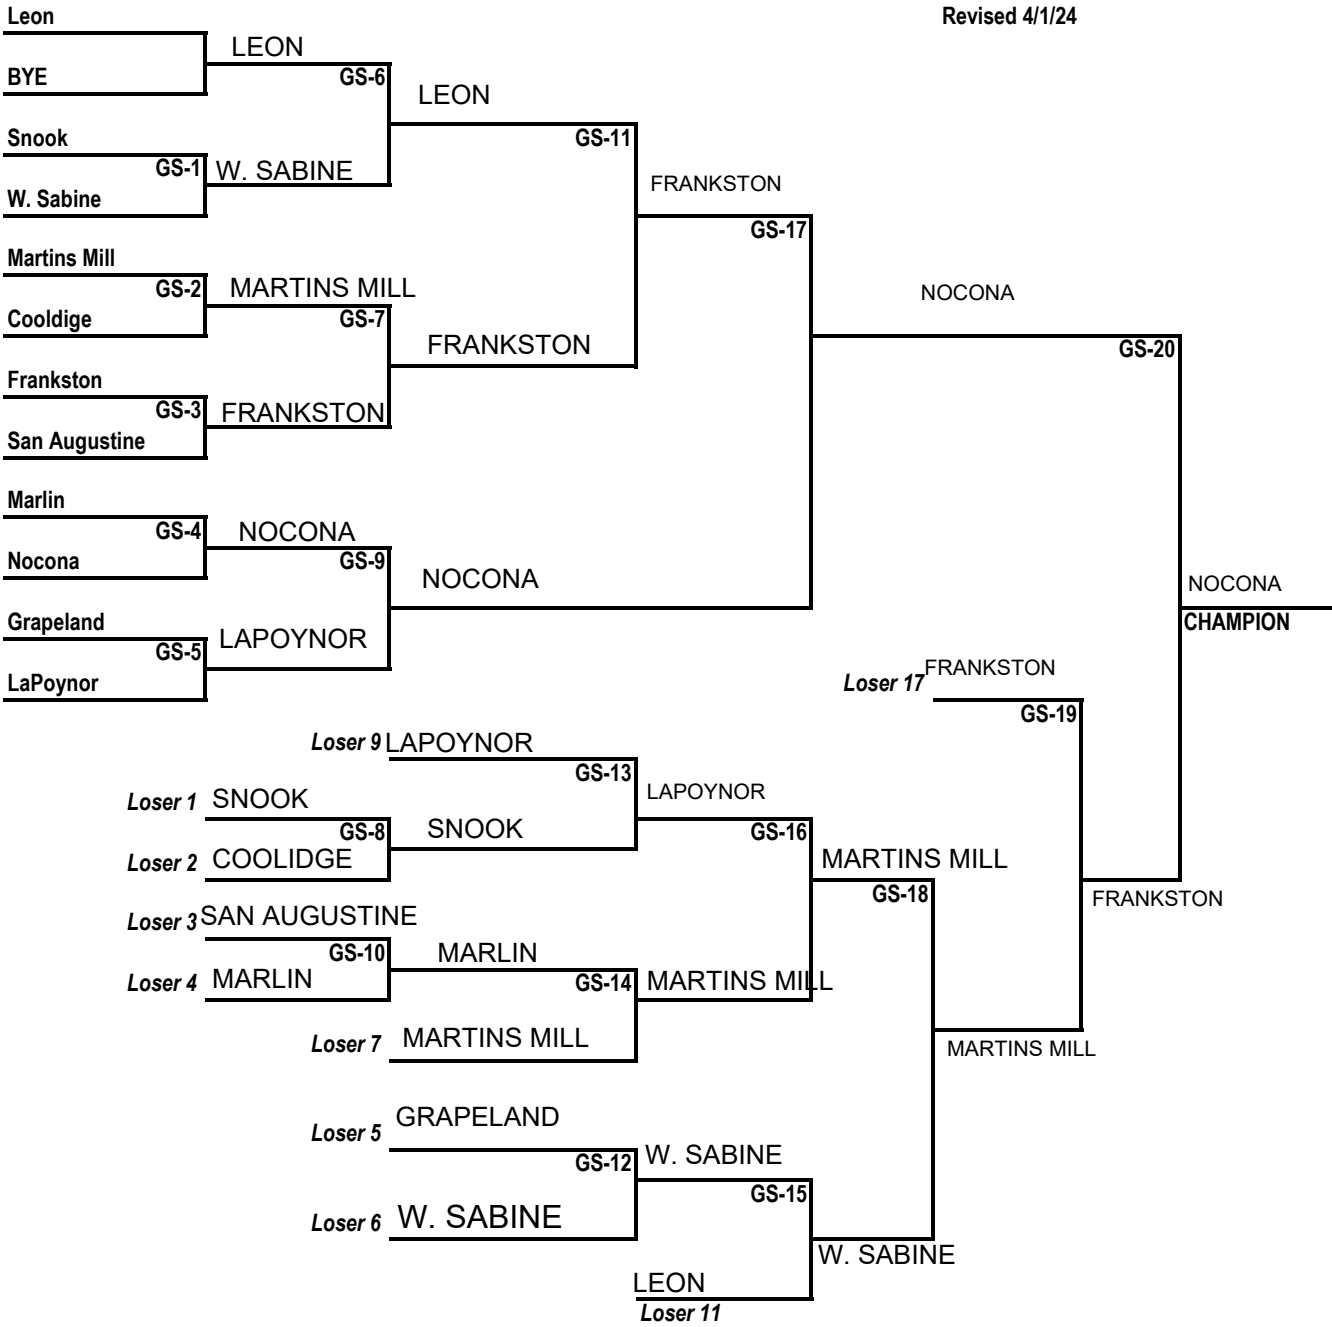 Leon
Revised 4/1/24
LEON
BYE
GS-6
LEON
Snook
GS-11
GS-1
W. SABINE
W. Sabine
FRANKSTON
GS-17
Martins Mill
GS-2
MARTINS MILL
NOCONA
Cooldige
GS-7
FRANKSTON
GS-20
Frankston
GS-3
FRANKSTON
San Augustine
Marlin
GS-4
NOCONA
Nocona
GS-9
NOCONA
NOCONA
Grapeland
CHAMPION
GS-5
LAPOYNOR
LaPoynor
Loser 17
FRANKSTON
GS-19
Loser 9
LAPOYNOR
GS-13
LAPOYNOR
Loser 1
SNOOK
GS-8
SNOOK
GS-16
Loser 2
COOLIDGE
MARTINS MILL
GS-18
FRANKSTON
Loser 3
SAN AUGUSTINE
GS-10
MARLIN
Loser 4
MARLIN
GS-14
MARTINS MILL
Loser 7
MARTINS MILL
MARTINS MILL
GRAPELAND
Loser 5
GS-12
W. SABINE
GS-15
Loser 6
W. SABINE
W. SABINE
LEON
Loser 11